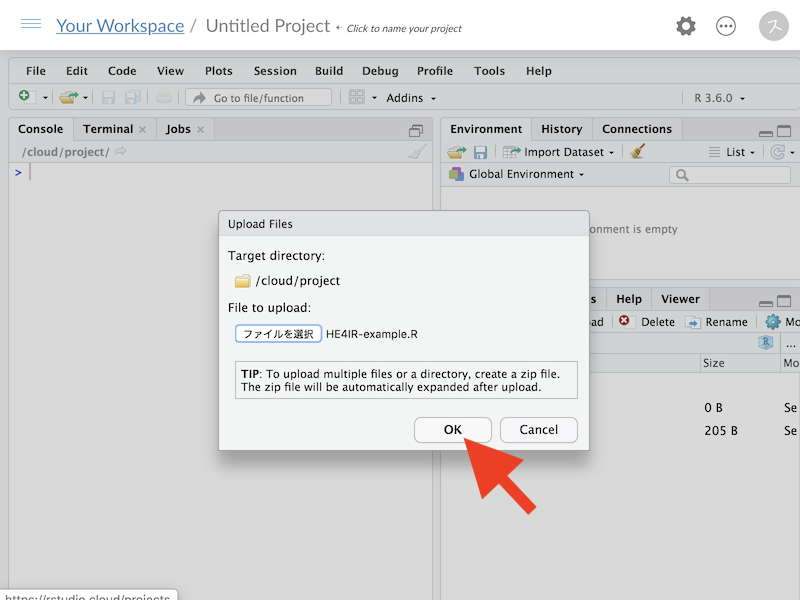 Your Workspace / Untitled Project ← Click to name your project
ス
File Edit Code View Plots Session Build Debug Profile Tools Help
Go to file/function Addins R 3.6.0
Console Terminal × Jobs ×
/cloud/project/
>
Environment History Connections
Import Dataset List
Global Environment
onment is empty
Upload Files
Target directory:
/cloud/project
File to upload:
ファイルを選択 HE4IR-example.R
TIP: To upload multiple files or a directory, create a zip file.
The zip file will be automatically expanded after upload.
OK Cancel
s Help Viewer
ad Delete Rename Mo
R ...
Size Mo
0 B Se
205 B Se
https://rstudio.cloud/projects